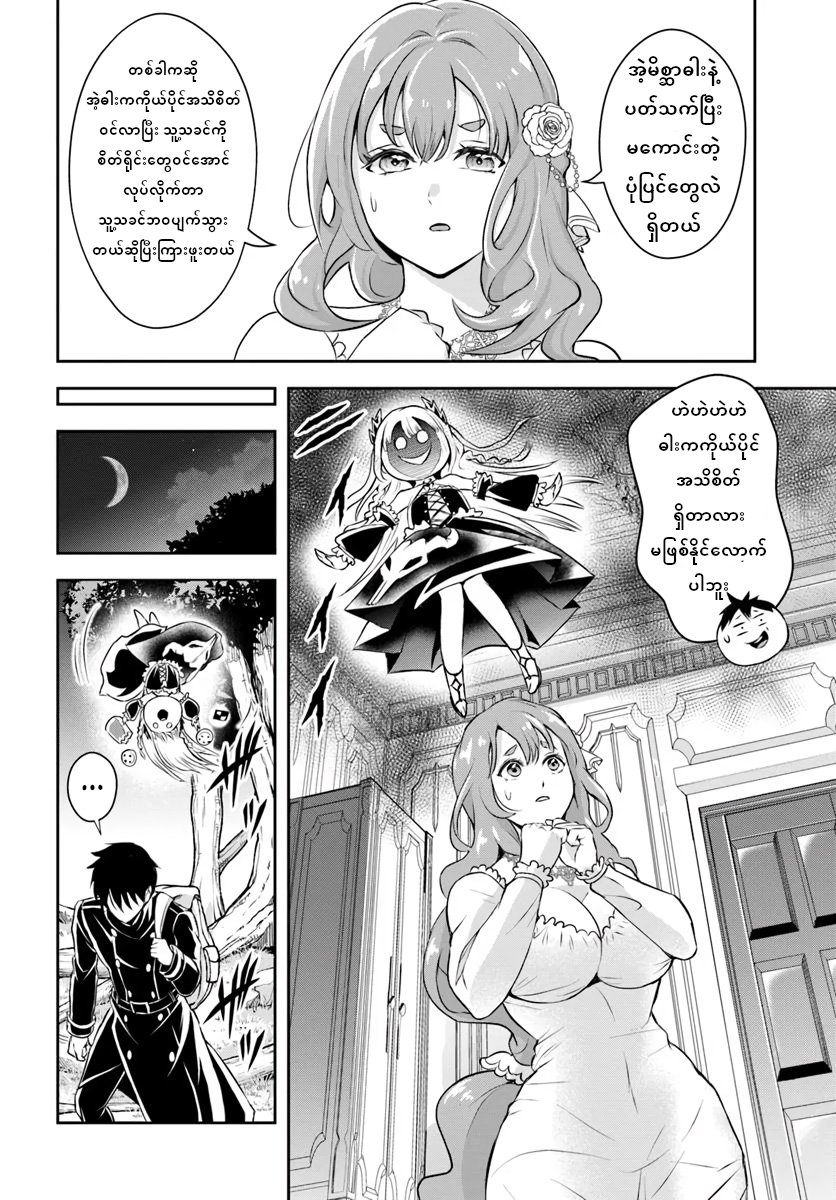 အဲ့မိစ္ဆာဓါးနဲ့
ပတ်သက်ပြီး
မကောင်းတဲ့
ပုံပြင်တွေလဲ
ရှိတယ်
တစ်ခါကဆို
အဲ့ဓါးကကိုယ်ပိုင်အသိစိတ်
ဝင်လာပြီး သူ့သခင်ကို
စိတ်ရိုင်းတွေဝင်အောင်
လုပ်လိုက်တာ
သူ့သခင်ဘဝပျက်သွား
တယ်ဆိုပြီးကြားဖူးတယ်
ဟဲဟဲဟဲဟဲ
ဓါးကကိုယ်ပိုင်
အသိစိတ်
ရှိတာလား
မဖြစ်နိုင်လောက်
ပါဘူး
...